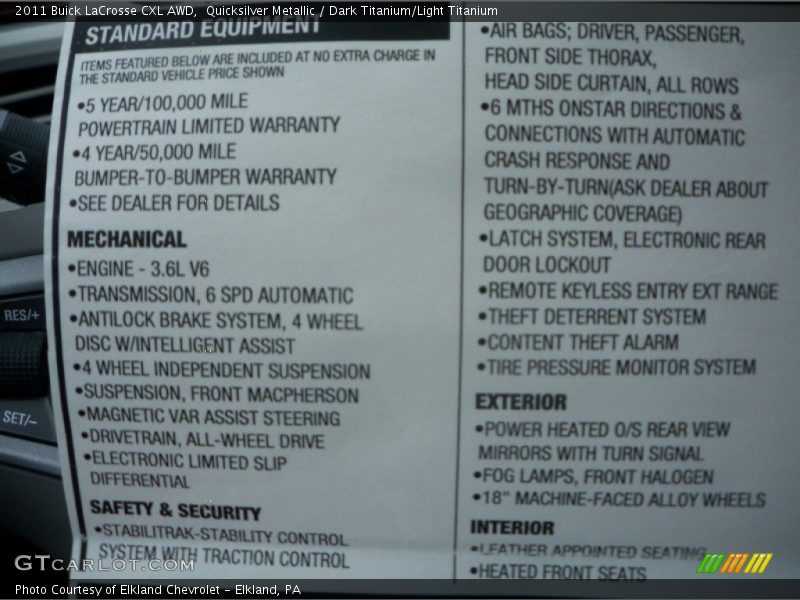 2011 Buick LaCrosse CXL AWD,  Quicksilver Metallic / Dark Titanium/Light Titanium
STANDARD EQUIPMENT
ITEMS FEATURED BELOW ARE INCLUDED AT NO EXTRA CHARGE IN
THE STANDARD VEHICLE PRICE SHOWN
•5 YEAR/100,000 MILE
POWERTRAIN LIMITED WARRANTY
•4 YEAR/50,000 MILE
BUMPER-TO-BUMPER WARRANTY
•SEE DEALER FOR DETAILS
MECHANICAL
•ENGINE - 3.6L V6
•TRANSMISSION, 6 SPD AUTOMATIC
•ANTILOCK BRAKE SYSTEM, 4 WHEEL
DISC W/INTELLIGENT ASSIST
•4 WHEEL INDEPENDENT SUSPENSION
•SUSPENSION, FRONT MACPHERSON
•MAGNETIC VAR ASSIST STEERING
•DRIVETRAIN, ALL-WHEEL DRIVE
•ELECTRONIC LIMITED SLIP
DIFFERENTIAL
SAFETY & SECURITY
•STABILITRAK-STABILITY CONTROL
SYSTEM WITH TRACTION CONTROL
•AIR BAGS; DRIVER, PASSENGER,
FRONT SIDE THORAX,
HEAD SIDE CURTAIN, ALL ROWS
•6 MTHS ONSTAR DIRECTIONS &
CONNECTIONS WITH AUTOMATIC
CRASH RESPONSE AND
TURN-BY-TURN(ASK DEALER ABOUT
GEOGRAPHIC COVERAGE)
•LATCH SYSTEM, ELECTRONIC REAR
DOOR LOCKOUT
•REMOTE KEYLESS ENTRY EXT RANGE
•THEFT DETERRENT SYSTEM
•CONTENT THEFT ALARM
•TIRE PRESSURE MONITOR SYSTEM
EXTERIOR
•POWER HEATED O/S REAR VIEW
MIRRORS WITH TURN SIGNAL
•FOG LAMPS, FRONT HALOGEN
•18" MACHINE-FACED ALLOY WHEELS
INTERIOR
•LEATHER APPOINTED SEATING
•HEATED FRONT SEATS
RES/+
SET/–
GTCarLot.com
Photo Courtesy of Elkland Chevrolet – Elkland, PA